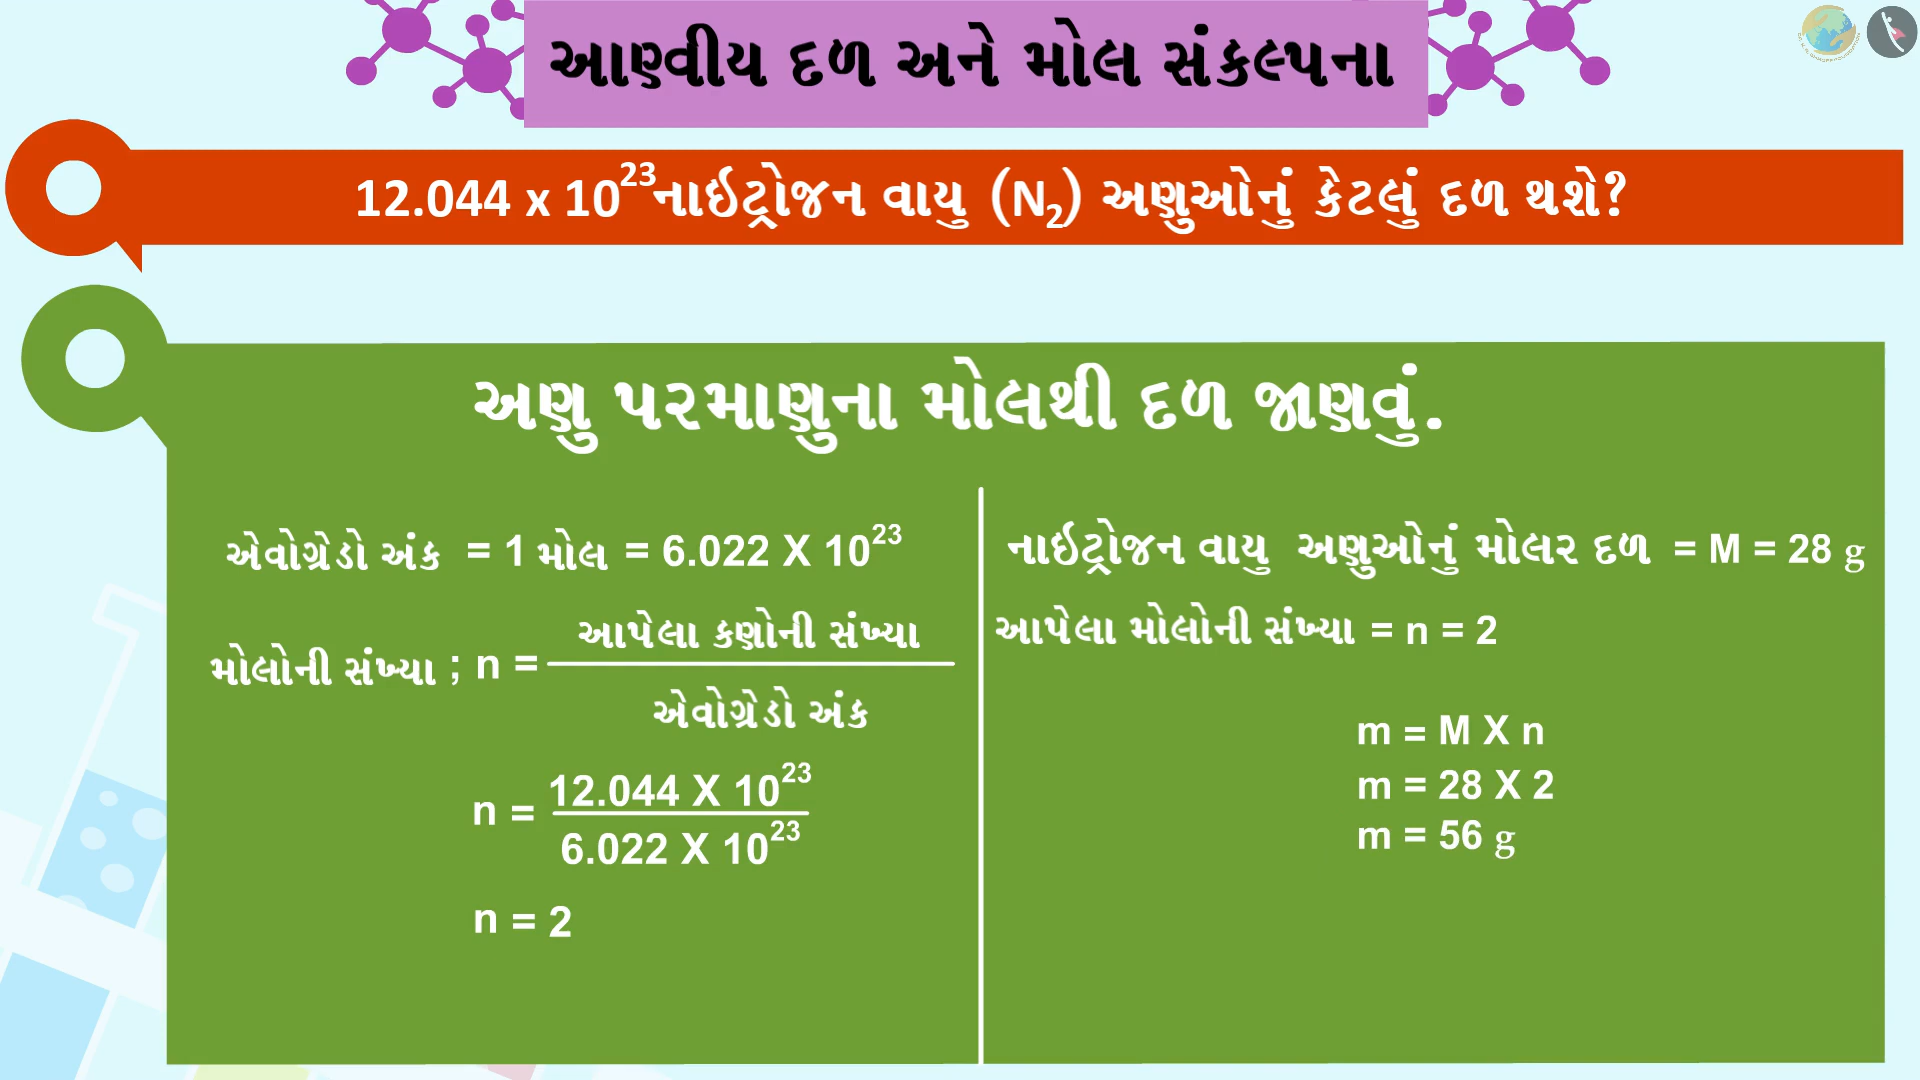 આણ્વીય દળ અને મોલ સંકલ્પના
12.044 x 10²³ નાઇટ્રોજન વાયુ (N₂) અણુઓનું કેટલું દળ થશે?
અણુ પરમાણુના મોલથી દળ જાણવું.
એવોગ્રેડો અંક = 1 મોલ = 6.022 X 10²³
મોલોની સંખ્યા ; n =
આપેલા કણોની સંખ્યા
એવોગ્રેડો અંક
n =
12.044 X 10²³
6.022 X 10²³
n = 2
નાઇટ્રોજન વાયુ અણુઓનું મોલર દળ = M = 28 g
આપેલા મોલોની સંખ્યા = n = 2
m = M X n
m = 28 X 2
m = 56 g